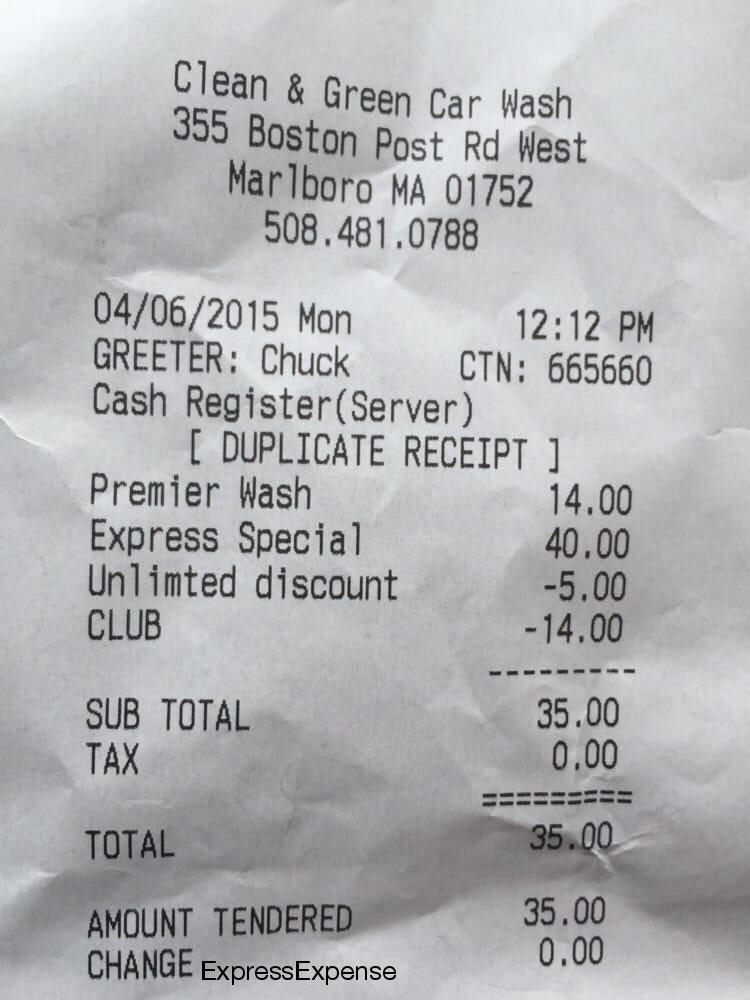 Clean & Green Car Wash
355 Boston Post Rd West
Marlboro MA 01752
508.481.0788
04/06/2015 Mon 12:12 PM
GREETER: Chuck CTN: 665660
Cash Register(Server)
[ DUPLICATE RECEIPT ]
Premier Wash 14.00
Express Special 40.00
Unlimted discount -5.00
CLUB -14.00
---------
SUB TOTAL 35.00
TAX 0.00
=========
TOTAL 35.00
AMOUNT TENDERED 35.00
CHANGE 0.00
ExpressExpense